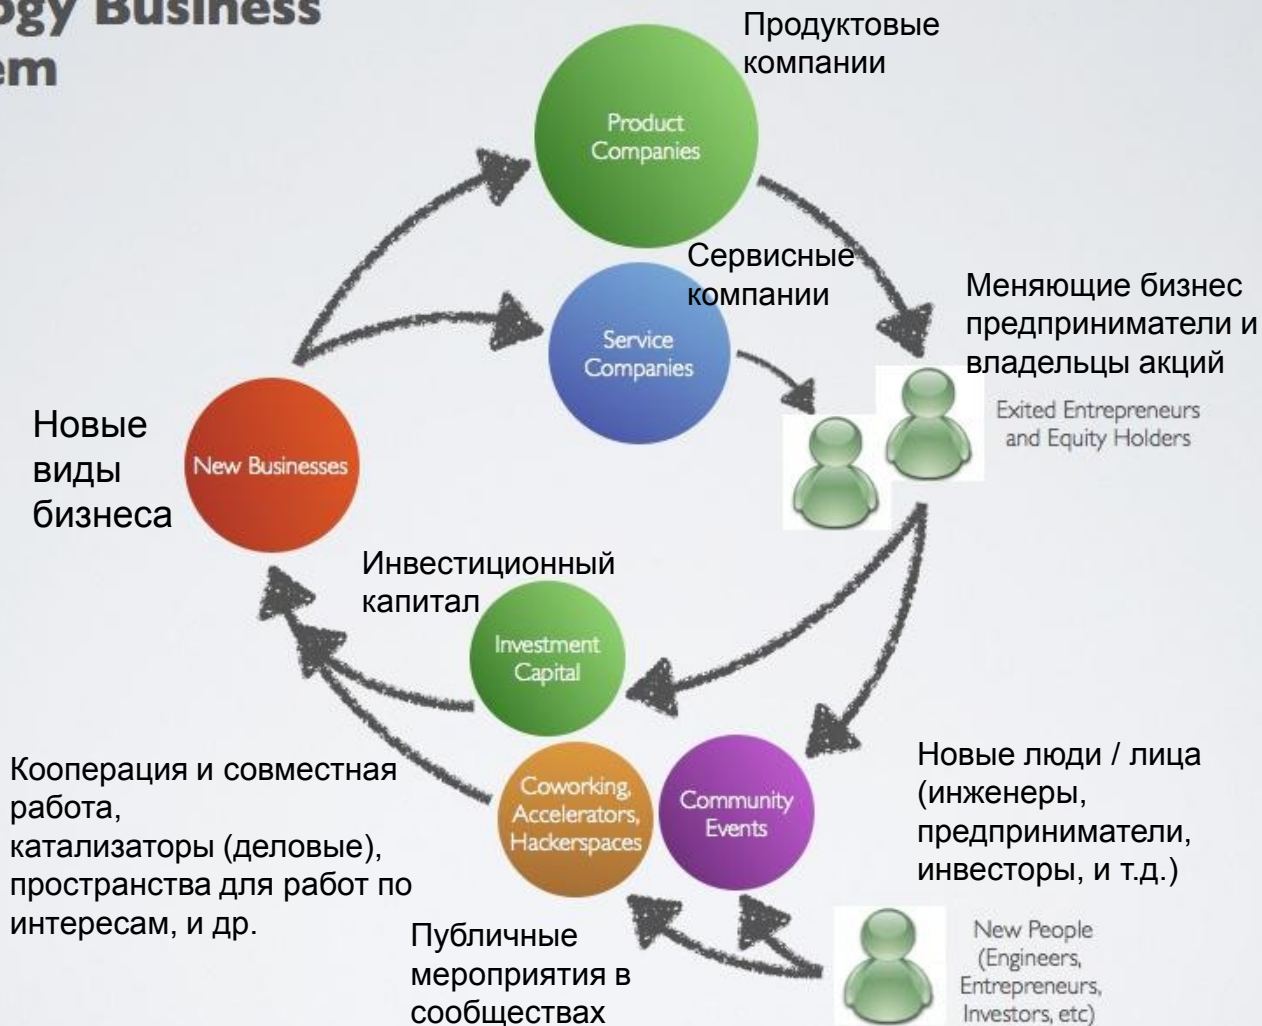 ogy Business
em
Продуктовые
компании
Product
Companies
Сервисные
компании
Service
Companies
Меняющие бизнес
предприниматели и
владельцы акций
Exited Entrepreneurs
and Equity Holders
Новые
виды
бизнеса
New Businesses
Инвестиционный
капитал
Investment
Capital
Кооперация и совместная
работа,
катализаторы (деловые),
пространства для работ по
интересам, и др.
Coworking,
Accelerators,
Hackerspaces
Community
Events
Новые люди / лица
(инженеры,
предприниматели,
инвесторы, и т.д.)
Публичные
мероприятия в
сообществах
New People
(Engineers,
Entrepreneurs,
Investors, etc)